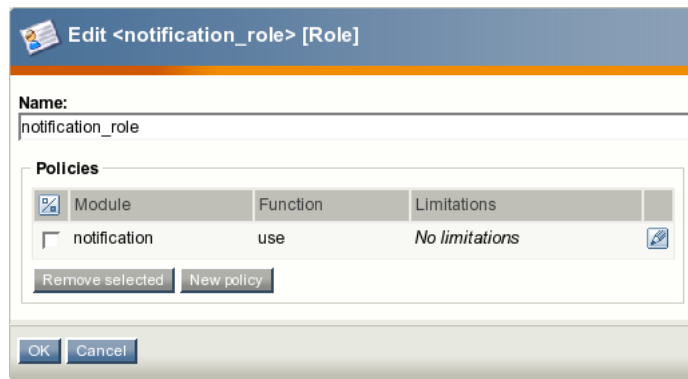 Edit <notification_role> [Role]
Name:
notification_role
Policies
Module Function Limitations
notification use No limitations
Remove selected New policy
OK Cancel